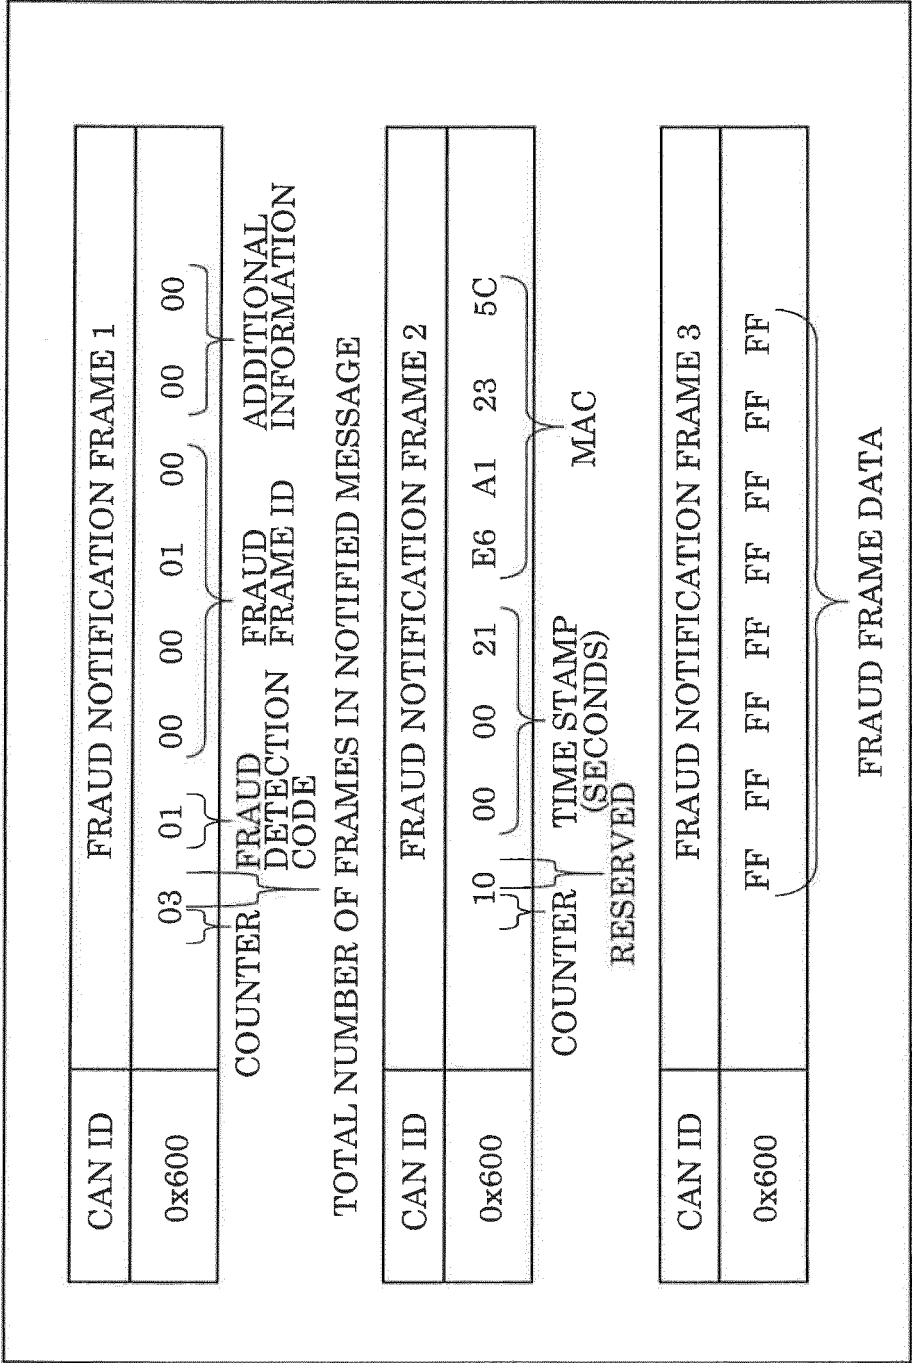 CAN ID FRAUD NOTIFICATION FRAME 1
0x600 03 01 00 00 01 00 00 00
COUNTER
FRAUD
DETECTION
CODE
FRAUD
FRAME ID
ADDITIONAL
INFORMATION
TOTAL NUMBER OF FRAMES IN NOTIFIED MESSAGE
CAN ID FRAUD NOTIFICATION FRAME 2
0x600 10 00 00 21 E6 A1 23 5C
COUNTER
TIME STAMP
(SECONDS)
MAC
RESERVED
CAN ID FRAUD NOTIFICATION FRAME 3
0x600 FF FF FF FF FF FF FF FF
FRAUD FRAME DATA